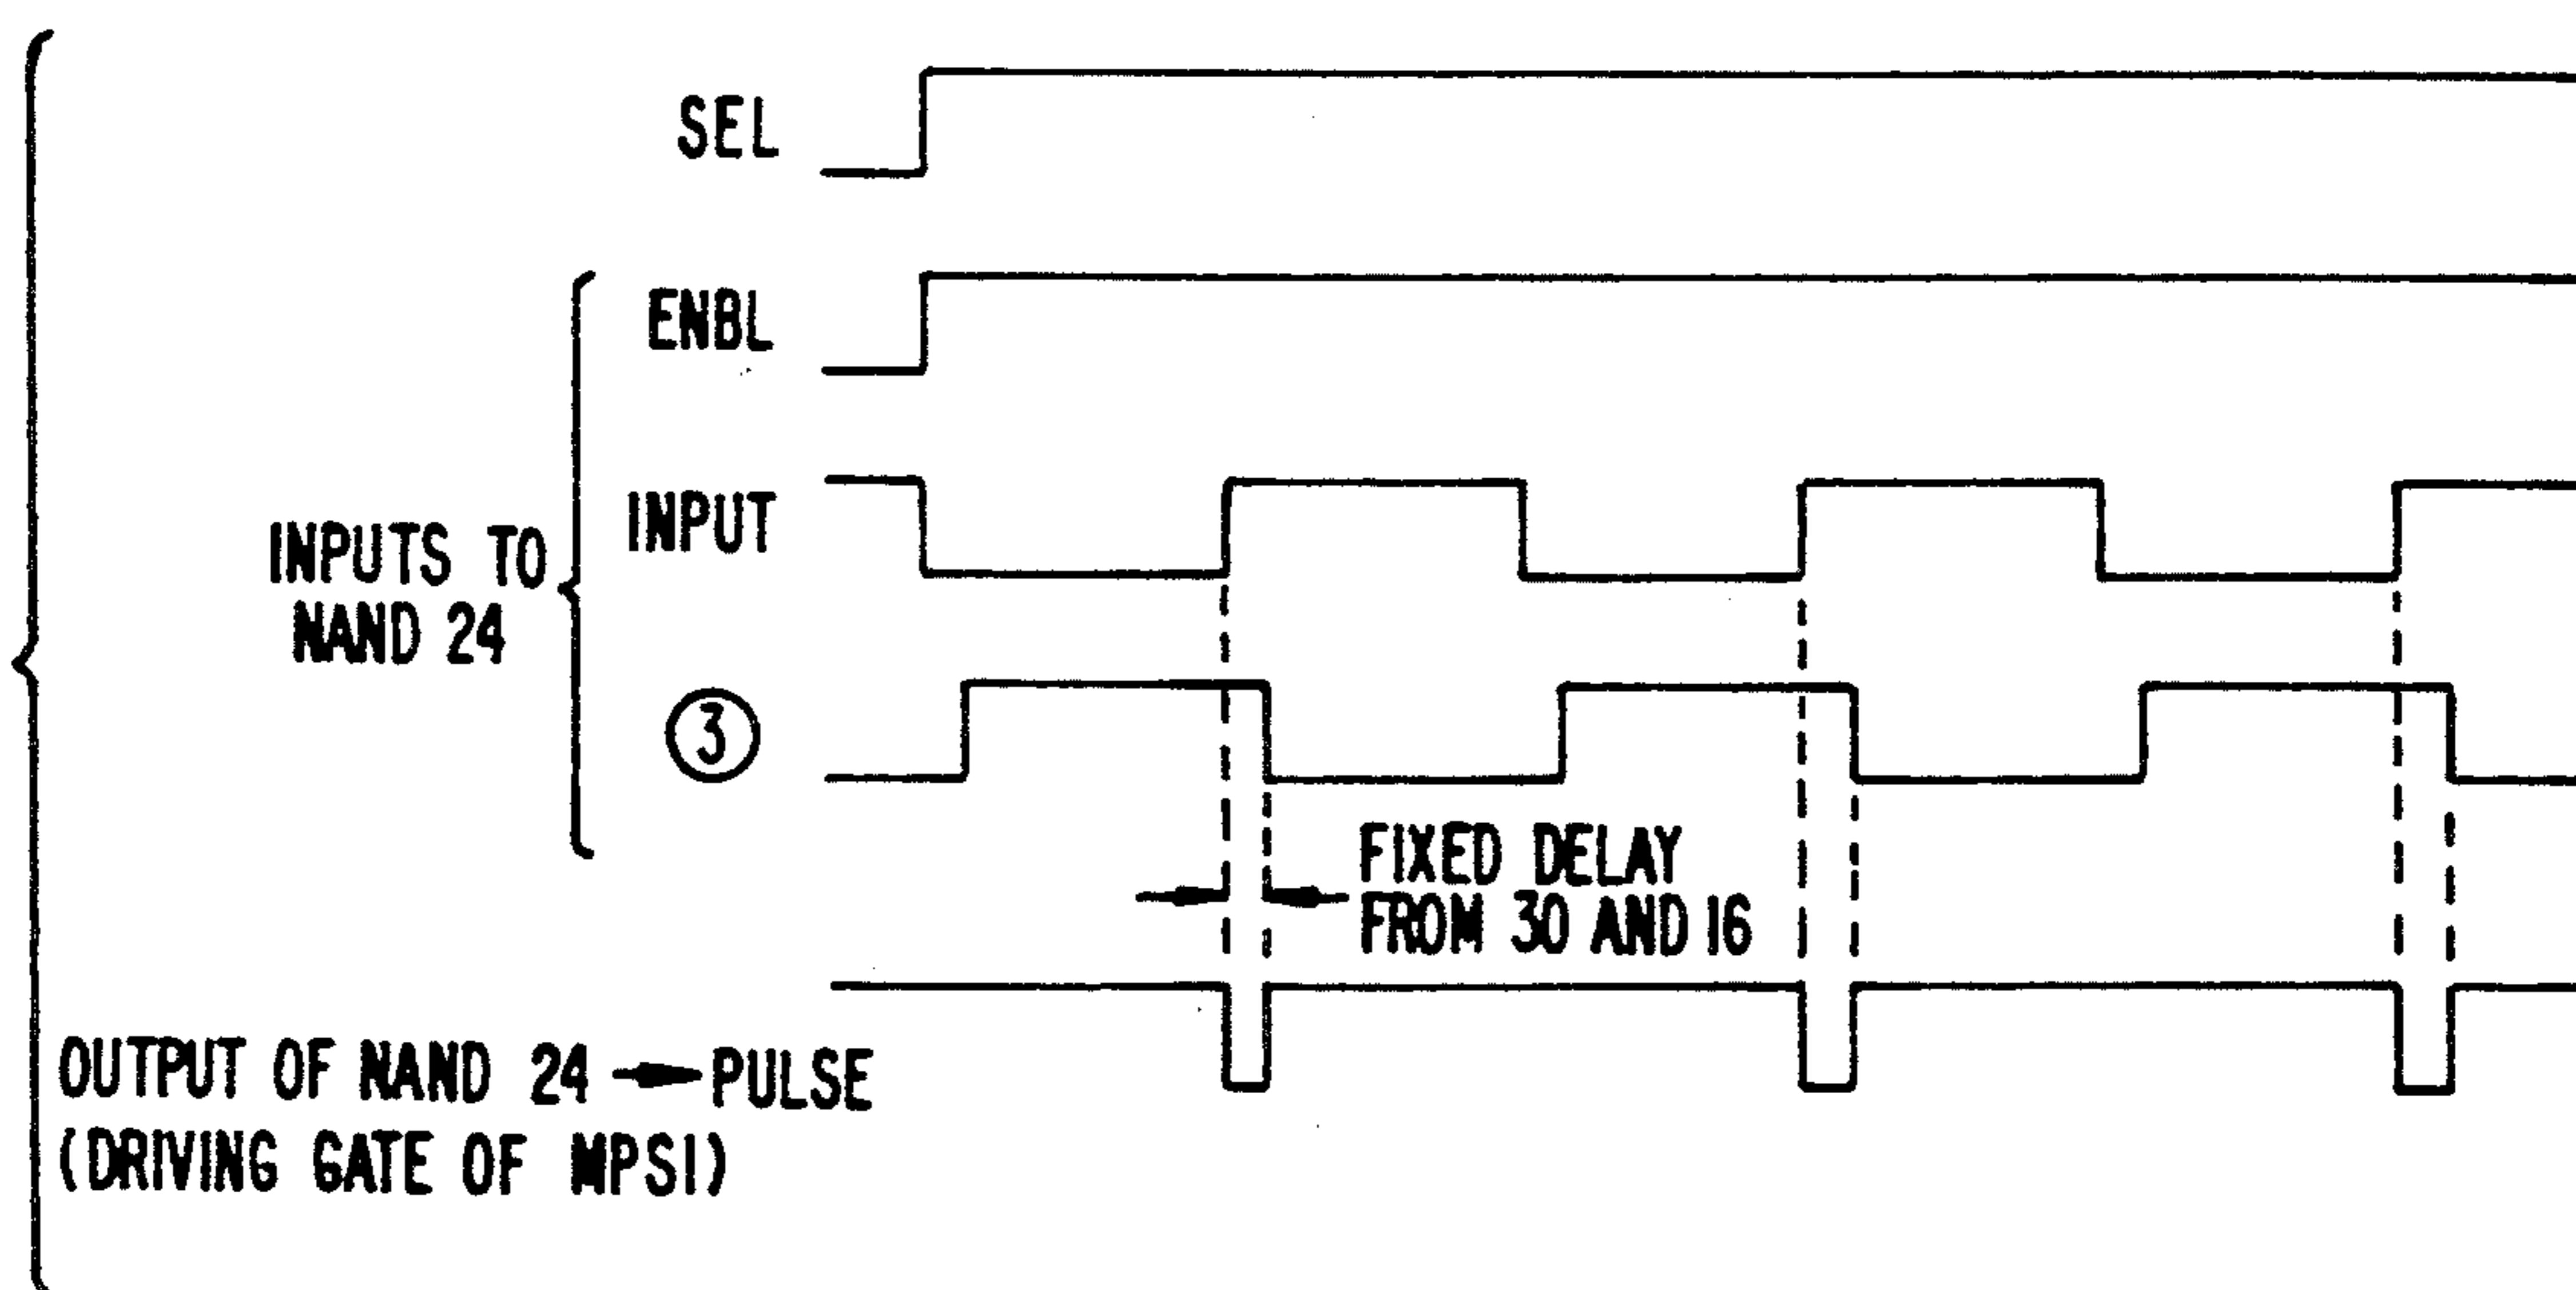 SEL
ENBL
INPUT
INPUTS TO
NAND 24
3
FIXED DELAY
FROM 30 AND 16
OUTPUT OF NAND 24 → PULSE
(DRIVING GATE OF MPS1)